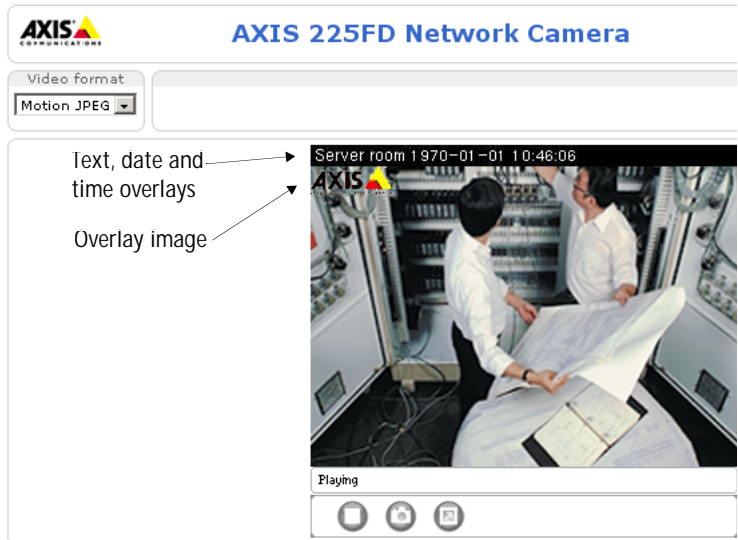 AXIS
COMMUNICATIONS
AXIS 225FD Network Camera
Video format
Motion JPEG
Text, date and
time overlays
Overlay image
Server room 1970-01-01 10:46:06
AXIS
Playing